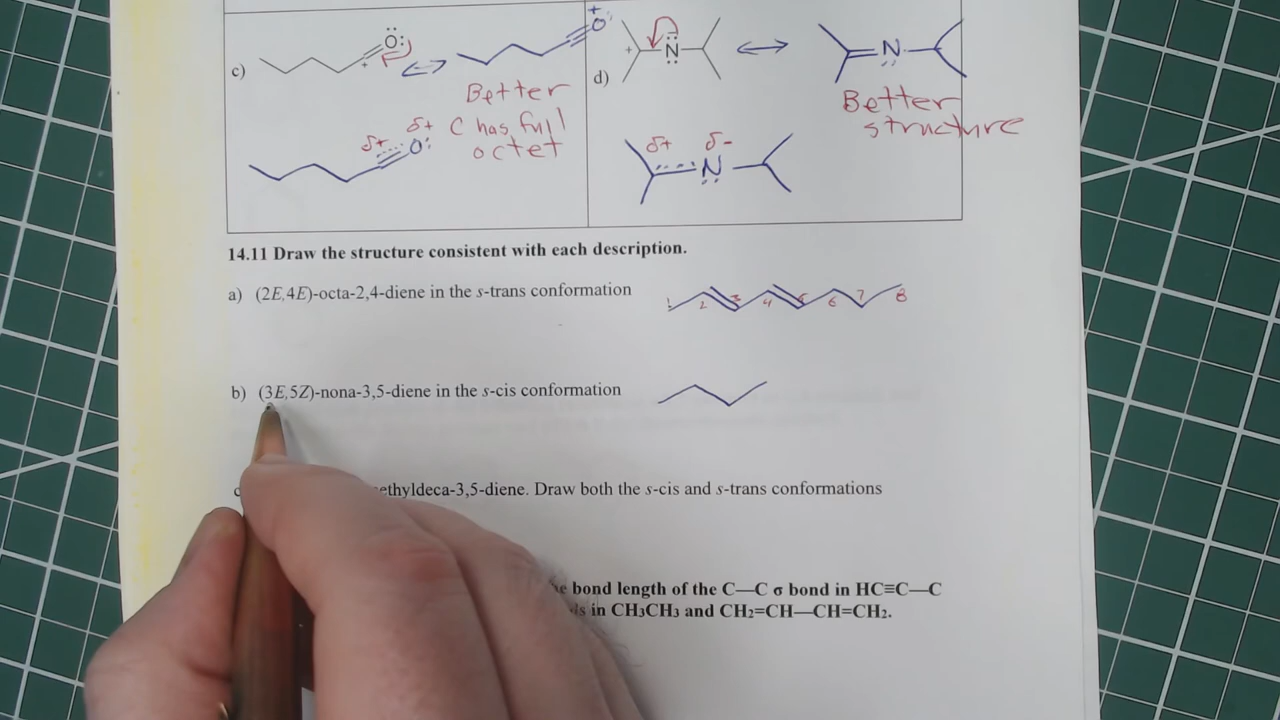 c)
:Ö:
+
+
O:
Better
C has full
octet
δ+
δ+
O:
d)
+
N
N
Better
structure
δ+
δ-
N
14.11 Draw the structure consistent with each description.
a) (2E,4E)-octa-2,4-diene in the s-trans conformation
1 2 3 4 5 6 7 8
b) (3E,5Z)-nona-3,5-diene in the s-cis conformation
ethyldeca-3,5-diene. Draw both the s-cis and s-trans conformations
bond length of the C—C σ bond in HC≡C—C
in CH3CH3 and CH2=CH—CH=CH2.